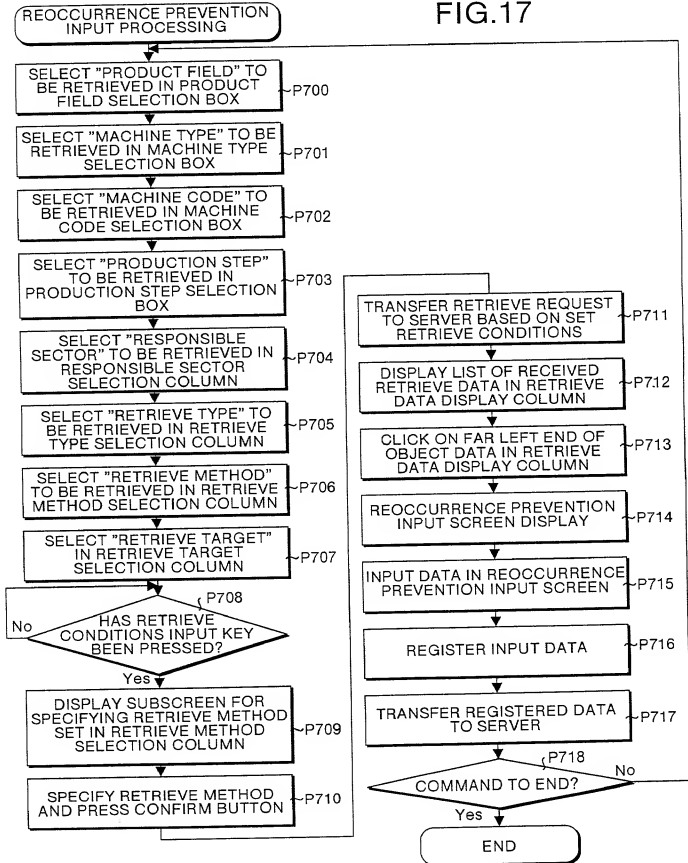 FIG.17
REOCCURRENCE PREVENTION
INPUT PROCESSING
SELECT "PRODUCT FIELD" TO
BE RETRIEVED IN PRODUCT
FIELD SELECTION BOX
P700
SELECT "MACHINE TYPE" TO BE
RETRIEVED IN MACHINE TYPE
SELECTION BOX
P701
SELECT "MACHINE CODE" TO
BE RETRIEVED IN MACHINE
CODE SELECTION BOX
P702
SELECT "PRODUCTION STEP"
TO BE RETRIEVED IN
PRODUCTION STEP SELECTION
BOX
P703
SELECT "RESPONSIBLE
SECTOR" TO BE RETRIEVED IN
RESPONSIBLE SECTOR
SELECTION COLUMN
P704
SELECT "RETRIEVE TYPE" TO
BE RETRIEVED IN RETRIEVE
TYPE SELECTION COLUMN
P705
SELECT "RETRIEVE METHOD"
TO BE RETRIEVED IN RETRIEVE
METHOD SELECTION COLUMN
P706
SELECT "RETRIEVE TARGET"
IN RETRIEVE TARGET
SELECTION COLUMN
P707
P708
HAS RETRIEVE
CONDITIONS INPUT KEY
BEEN PRESSED?
No
Yes
DISPLAY SUBSCREEN FOR
SPECIFYING RETRIEVE METHOD
SET IN RETRIEVE METHOD
SELECTION COLUMN
P709
SPECIFY RETRIEVE METHOD
AND PRESS CONFIRM BUTTON
P710
TRANSFER RETRIEVE REQUEST
TO SERVER BASED ON SET
RETRIEVE CONDITIONS
P711
DISPLAY LIST OF RECEIVED
RETRIEVE DATA IN RETRIEVE
DATA DISPLAY COLUMN
P712
CLICK ON FAR LEFT END OF
OBJECT DATA IN RETRIEVE
DATA DISPLAY COLUMN
P713
REOCCURRENCE PREVENTION
INPUT SCREEN DISPLAY
P714
INPUT DATA IN REOCCURRENCE
PREVENTION INPUT SCREEN
P715
REGISTER INPUT DATA
P716
TRANSFER REGISTERED DATA
TO SERVER
P717
P718
COMMAND TO END?
No
Yes
END